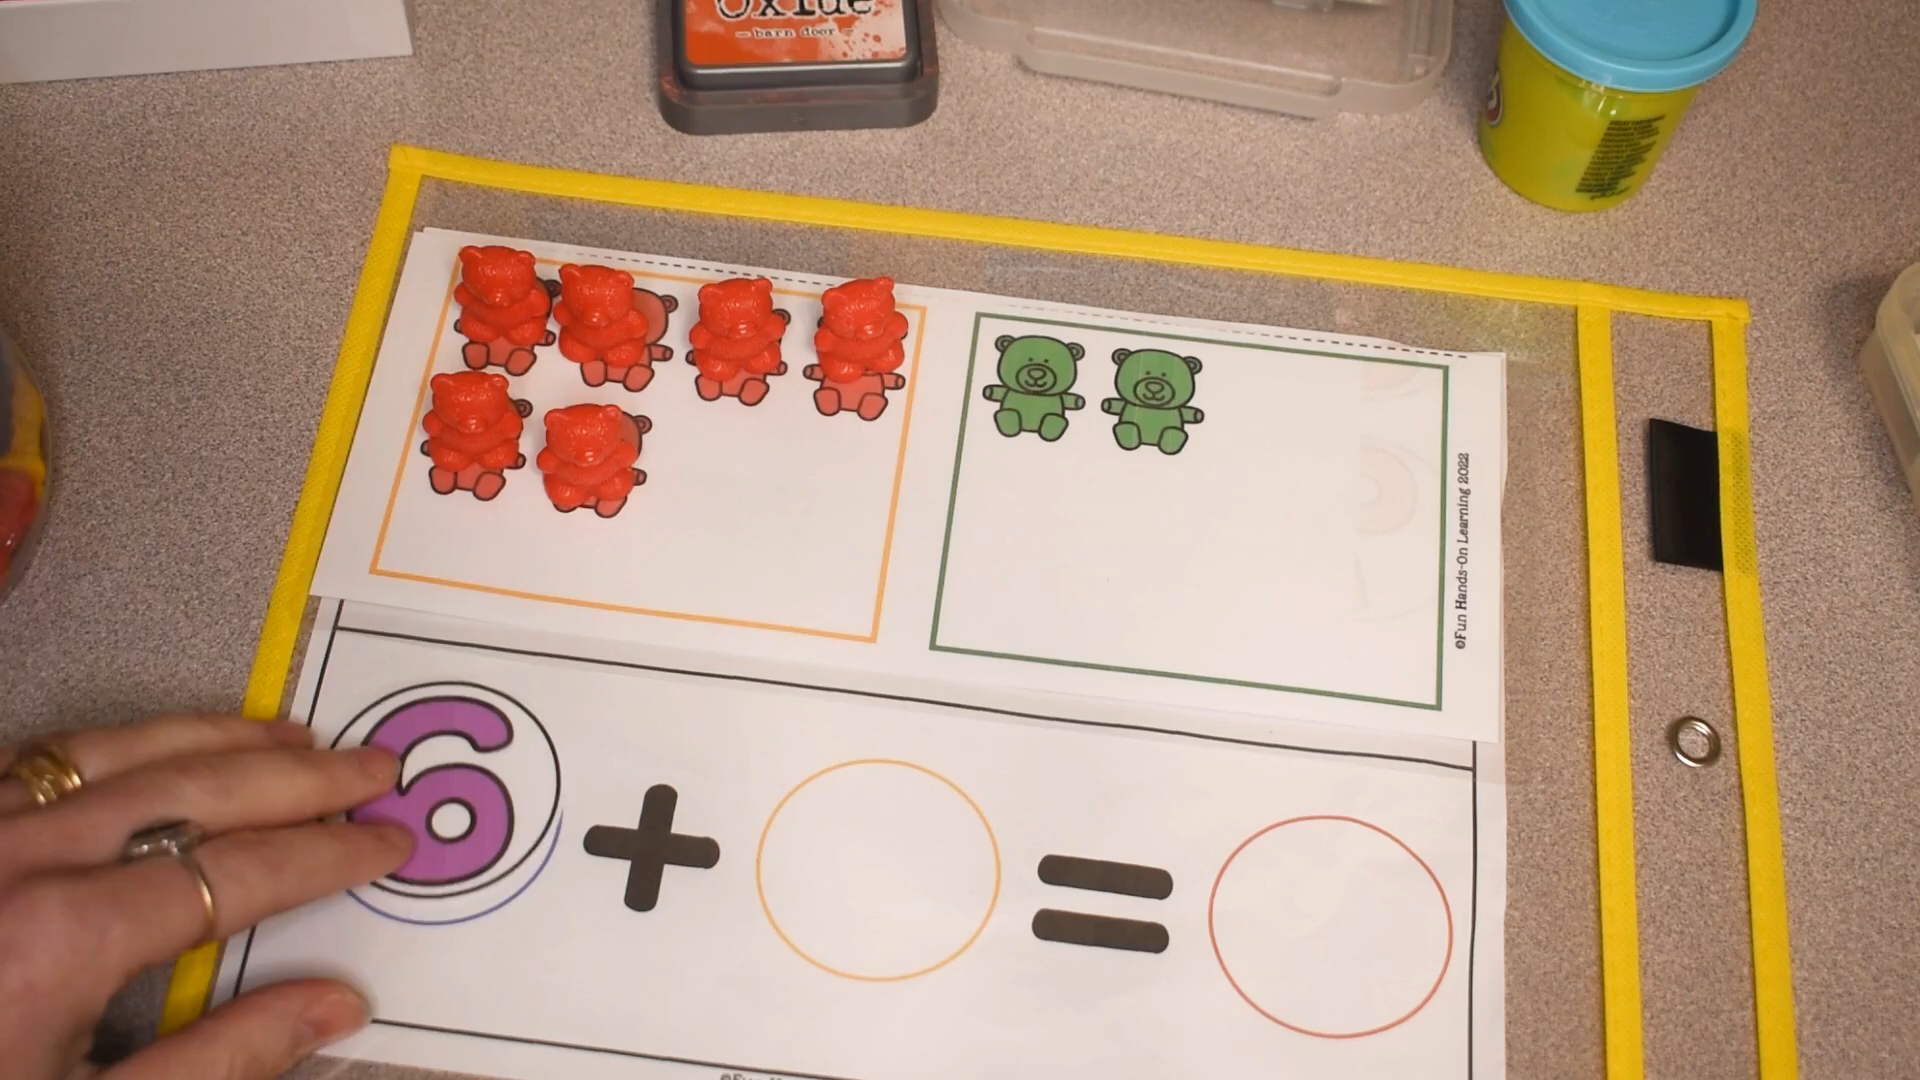 Oxide
– barn door –
©Fun Hands-On Learning 2022
6 + =